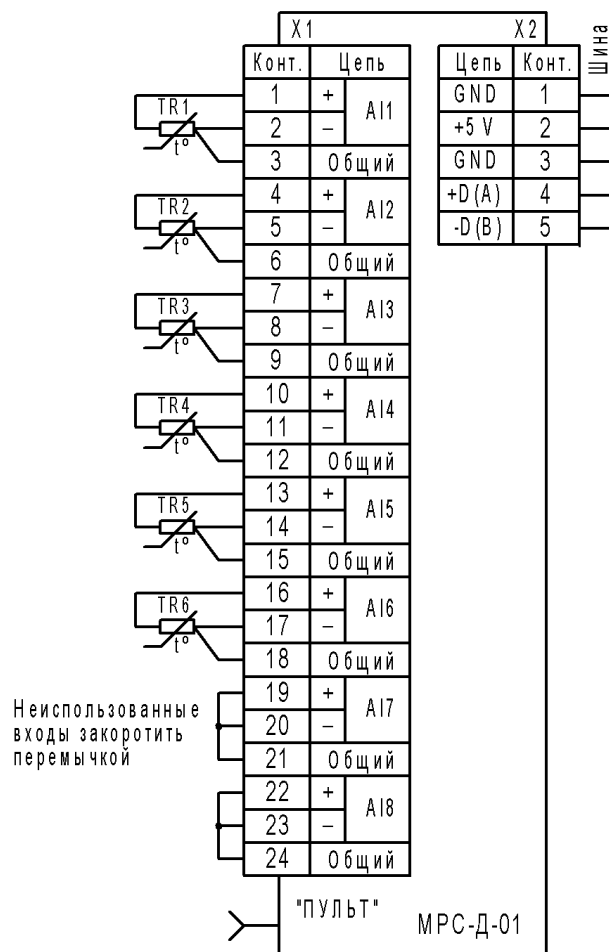 X1 X2
Шина
Конт. Цепь Цепь Конт.
1 + AI1 GND 1
TR1
2 – +5 V 2
t°
3 Общий GND 3
4 + AI2 +D(A) 4
TR2
5 – -D(B) 5
t°
6 Общий
7 + AI3
TR3
8 –
t°
9 Общий
10 + AI4
TR4
11 –
t°
12 Общий
13 + AI5
TR5
14 –
t°
15 Общий
16 + AI6
TR6
17 –
t°
18 Общий
19 + AI7
20 –
21 Общий
Неиспользованные
входы закоротить
перемычкой
22 + AI8
23 –
24 Общий
"ПУЛЬТ" МРС-Д-01